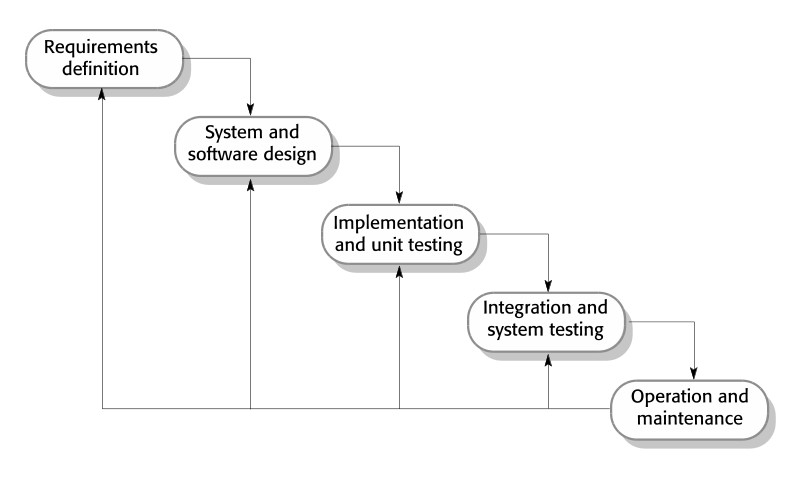 Requirements
definition
System and
software design
Implementation
and unit testing
Integration and
system testing
Operation and
maintenance